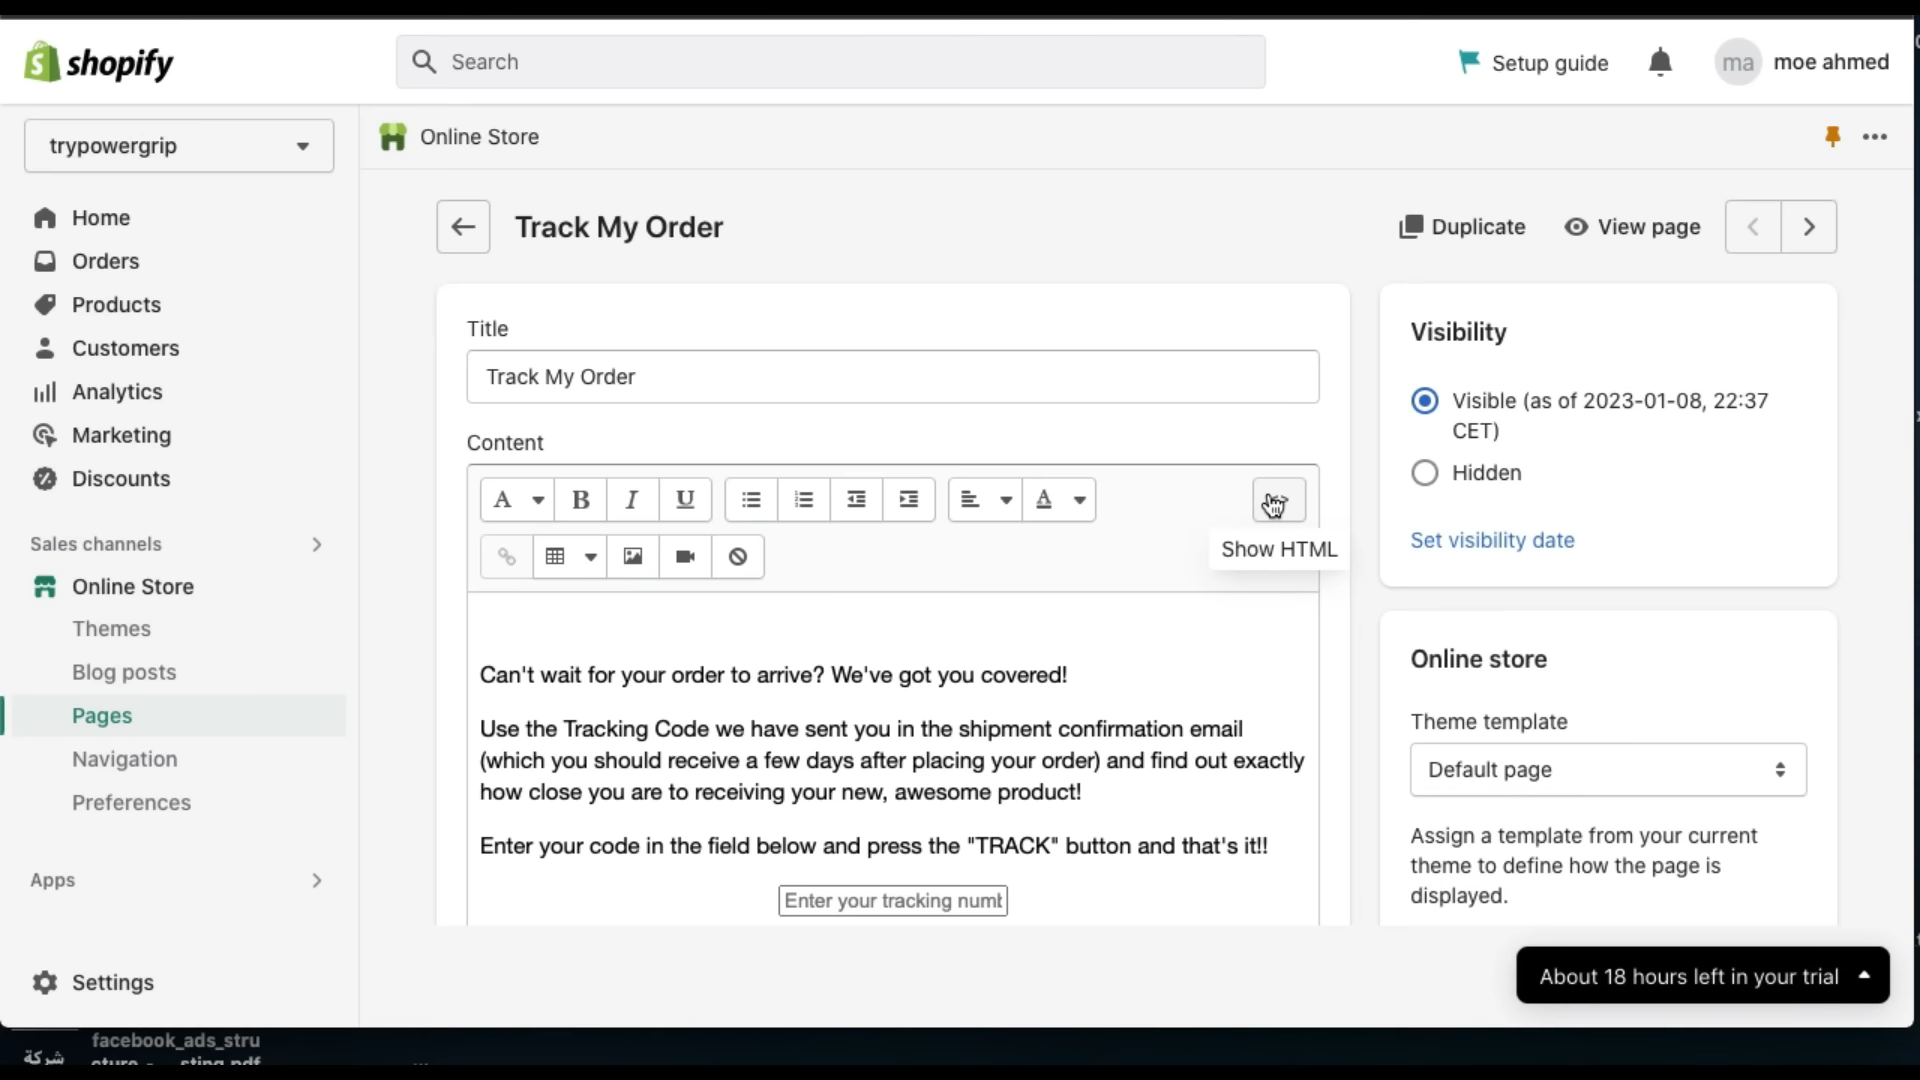 shopify
Search
Setup guide
ma
moe ahmed
trypowergrip
Online Store
Home
Orders
Products
Customers
Analytics
Marketing
Discounts
Sales channels
Online Store
Themes
Blog posts
Pages
Navigation
Preferences
Apps
Settings
Track My Order
Duplicate
View page
Title
Track My Order
Content
A
B
I
U
A
Show HTML
Can't wait for your order to arrive? We've got you covered!
Use the Tracking Code we have sent you in the shipment confirmation email
(which you should receive a few days after placing your order) and find out exactly
how close you are to receiving your new, awesome product!
Enter your code in the field below and press the "TRACK" button and that's it!!
Enter your tracking numb
Visibility
Visible (as of 2023-01-08, 22:37
CET)
Hidden
Set visibility date
Online store
Theme template
Default page
Assign a template from your current
theme to define how the page is
displayed.
About 18 hours left in your trial
facebook_ads_stru
شركة